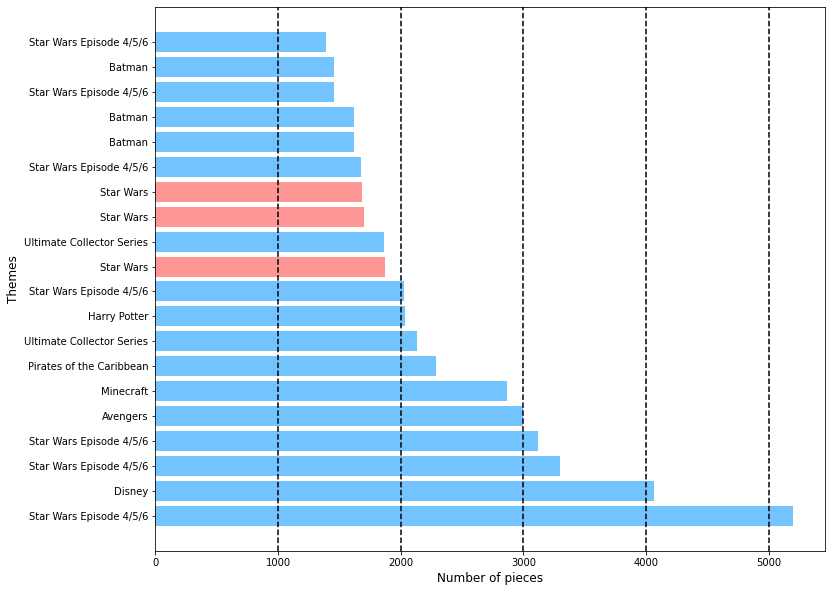 Star Wars Episode 4/5/6
Batman
Star Wars Episode 4/5/6
Batman
Batman
Star Wars Episode 4/5/6
Star Wars
Star Wars
Ultimate Collector Series
Star Wars
Star Wars Episode 4/5/6
Harry Potter
Ultimate Collector Series
Pirates of the Caribbean
Minecraft
Avengers
Star Wars Episode 4/5/6
Star Wars Episode 4/5/6
Disney
Star Wars Episode 4/5/6
Themes
0 1000 2000 3000 4000 5000
Number of pieces